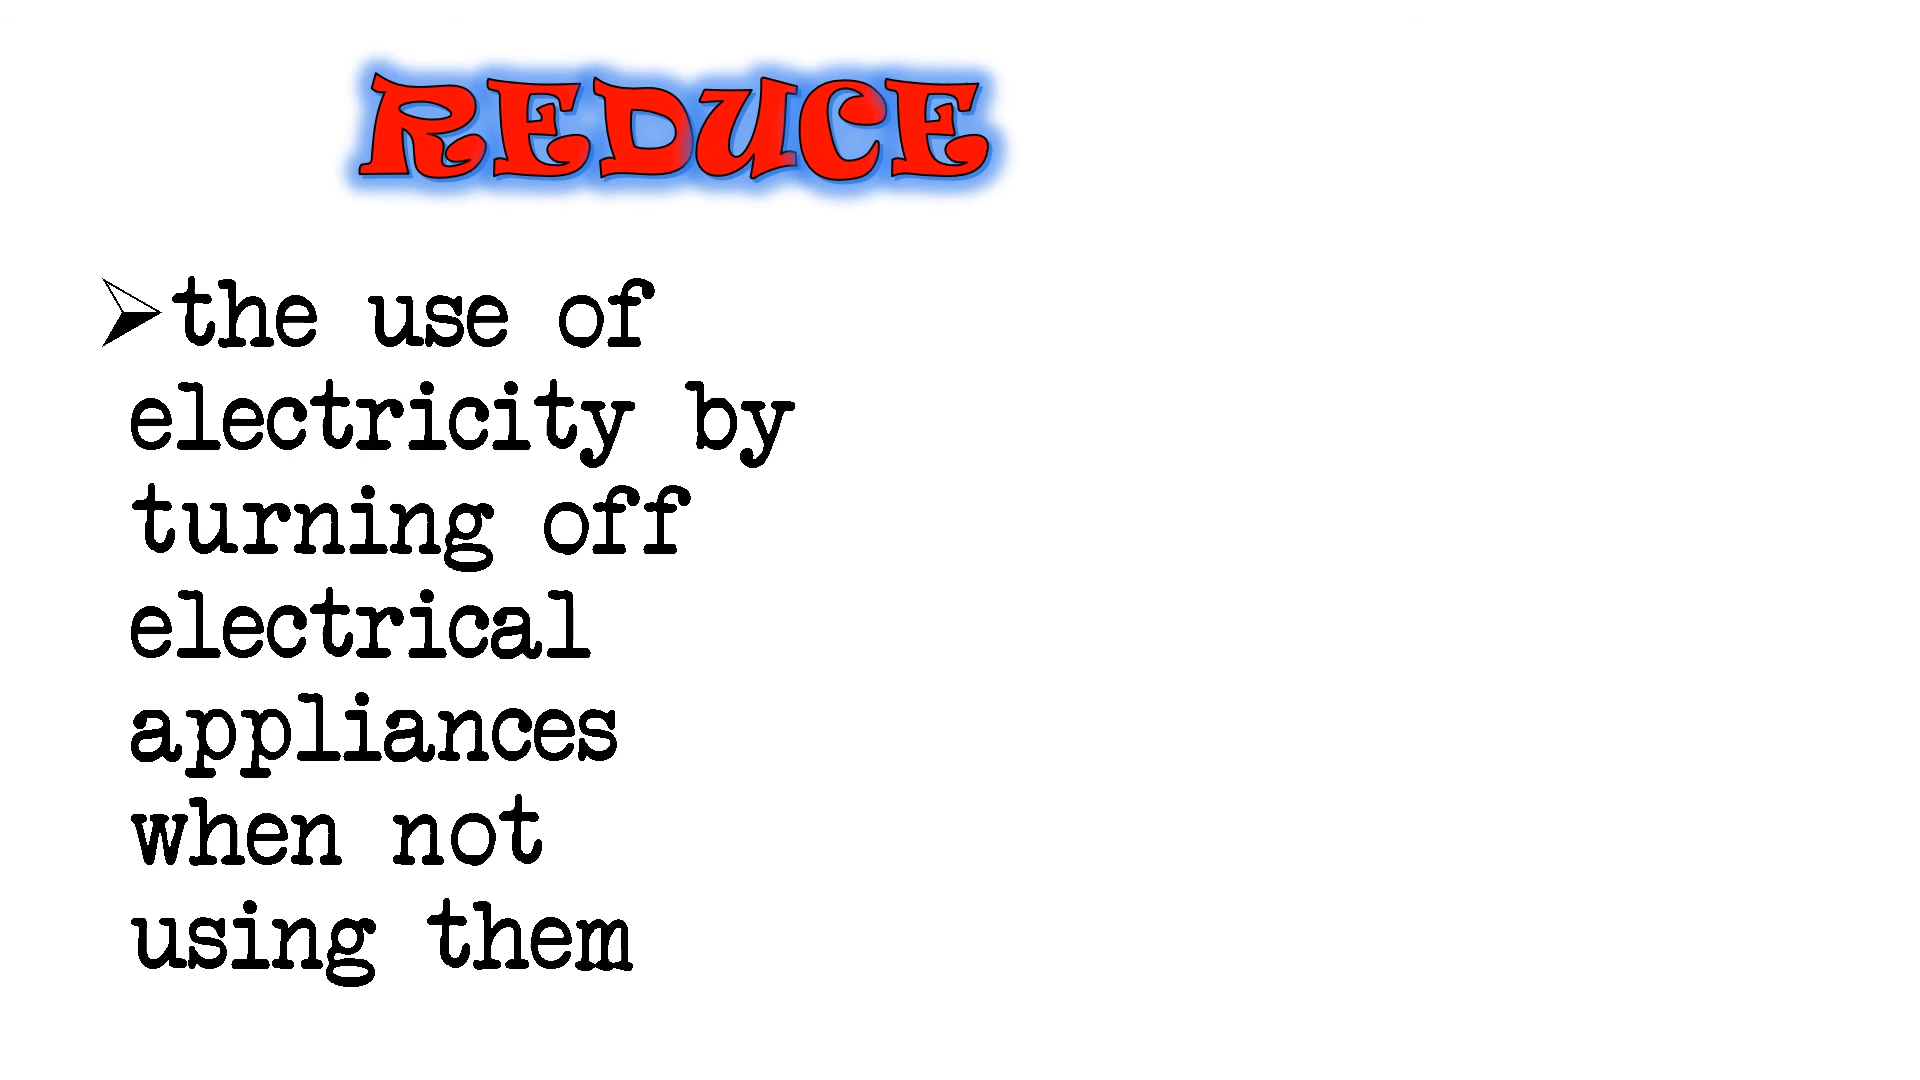 REDUCE
➢the use of
electricity by
turning off
electrical
appliances
when not
using them